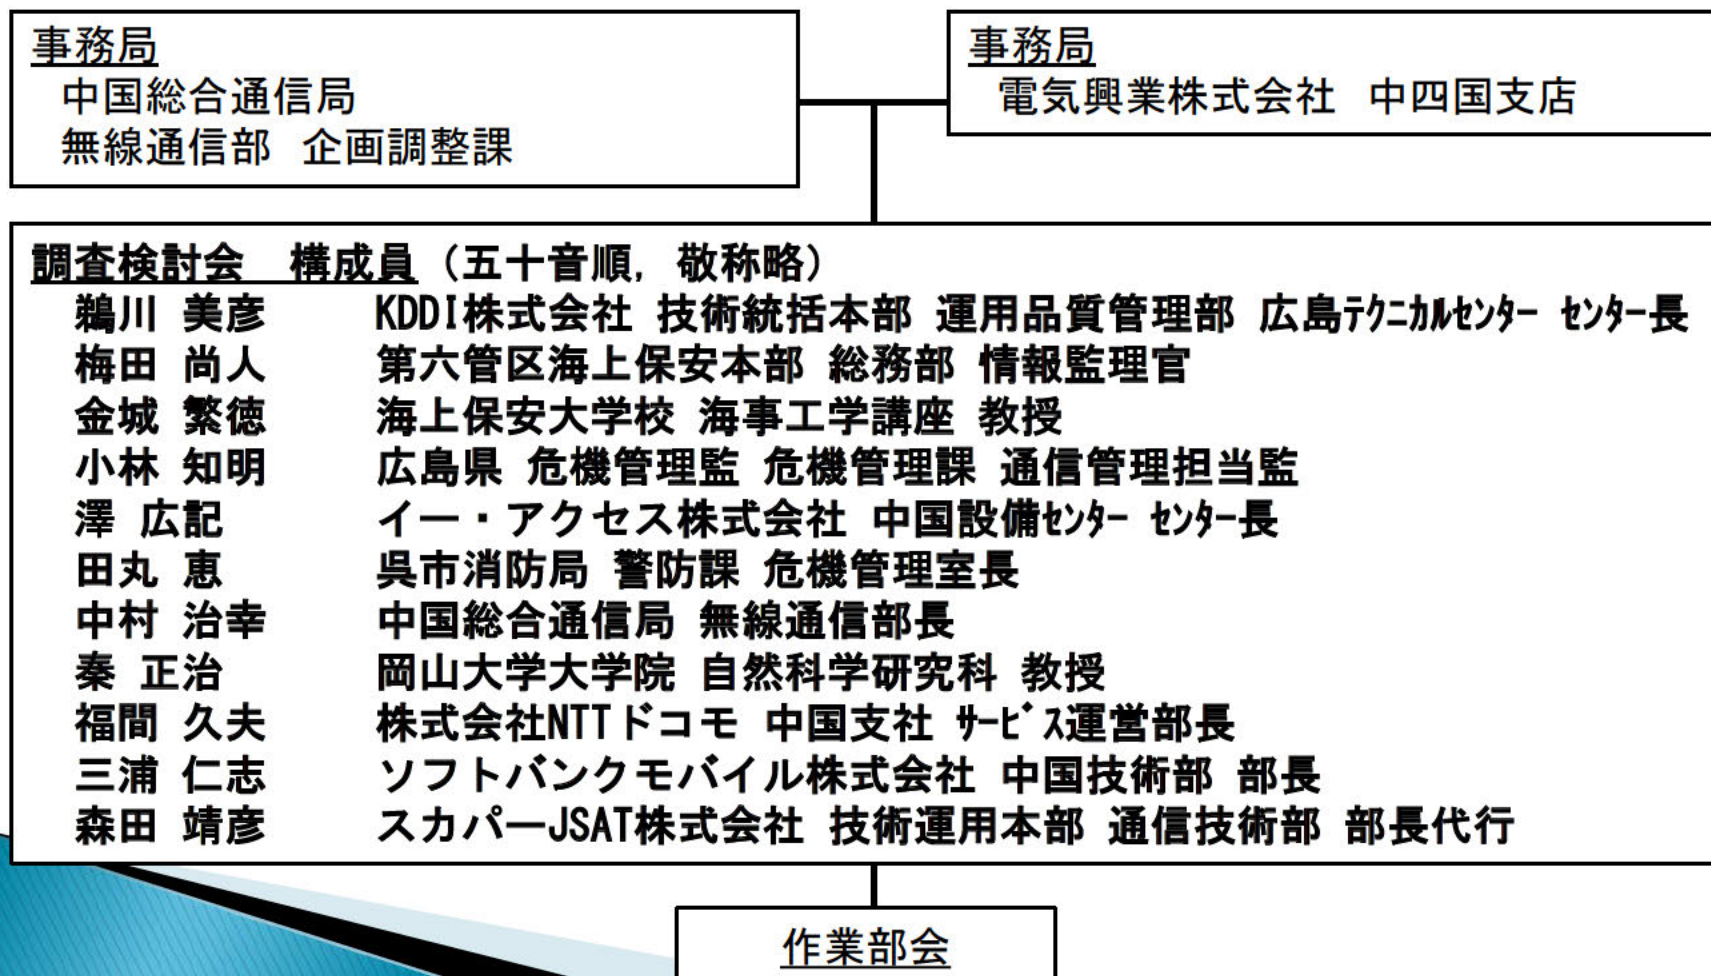 事務局
中国総合通信局
無線通信部 企画調整課
事務局
電気興業株式会社 中四国支店
調査検討会 構成員（五十音順，敬称略）
鵜川 美彦 KDDI株式会社 技術統括本部 運用品質管理部 広島ﾃｸﾆｶﾙｾﾝﾀｰ ｾﾝﾀｰ長
梅田 尚人 第六管区海上保安本部 総務部 情報監理官
金城 繁徳 海上保安大学校 海事工学講座 教授
小林 知明 広島県 危機管理監 危機管理課 通信管理担当監
澤 広記 イー・アクセス株式会社 中国設備ｾﾝﾀｰ ｾﾝﾀｰ長
田丸 恵 呉市消防局 警防課 危機管理室長
中村 治幸 中国総合通信局 無線通信部長
秦 正治 岡山大学大学院 自然科学研究科 教授
福間 久夫 株式会社NTTドコモ 中国支社 ｻｰﾋﾞｽ運営部長
三浦 仁志 ソフトバンクモバイル株式会社 中国技術部 部長
森田 靖彦 スカパーJSAT株式会社 技術運用本部 通信技術部 部長代行
作業部会